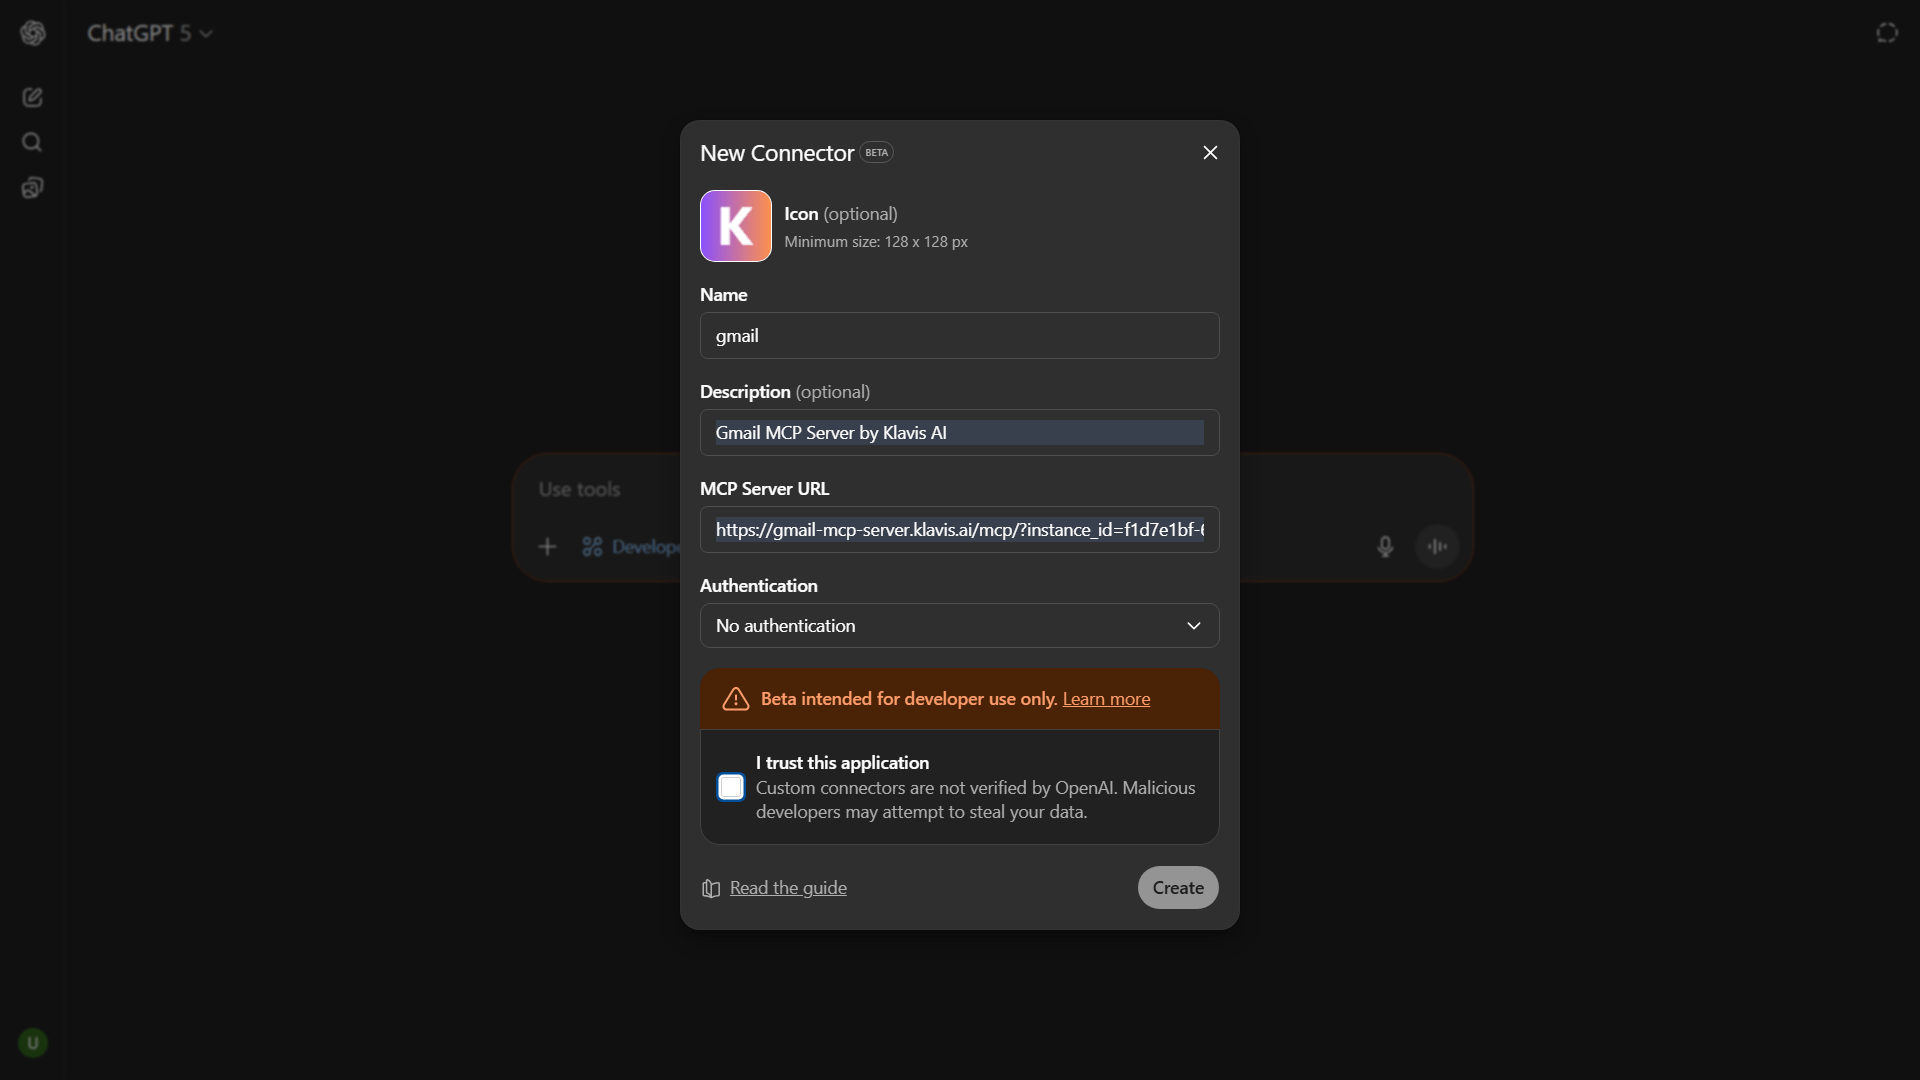 ChatGPT 5
New Connector BETA
K
Icon (optional)
Minimum size: 128 x 128 px
Name
gmail
Description (optional)
Gmail MCP Server by Klavis AI
Use tools
MCP Server URL
https://gmail-mcp-server.klavis.ai/mcp/?instance_id=f1d7e1bf-
Develope
Authentication
No authentication
Beta intended for developer use only. Learn more
I trust this application
Custom connectors are not verified by OpenAI. Malicious
developers may attempt to steal your data.
Read the guide
Create
U